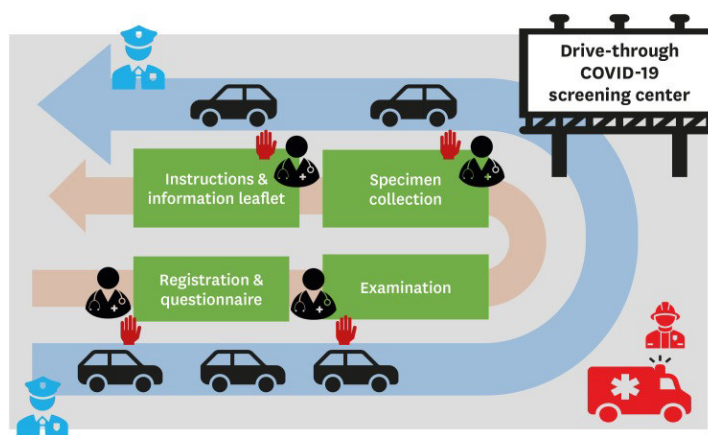 Drive-through
COVID-19
screening center
Instructions &
information leaflet
Specimen
collection
Registration &
questionnaire
Examination